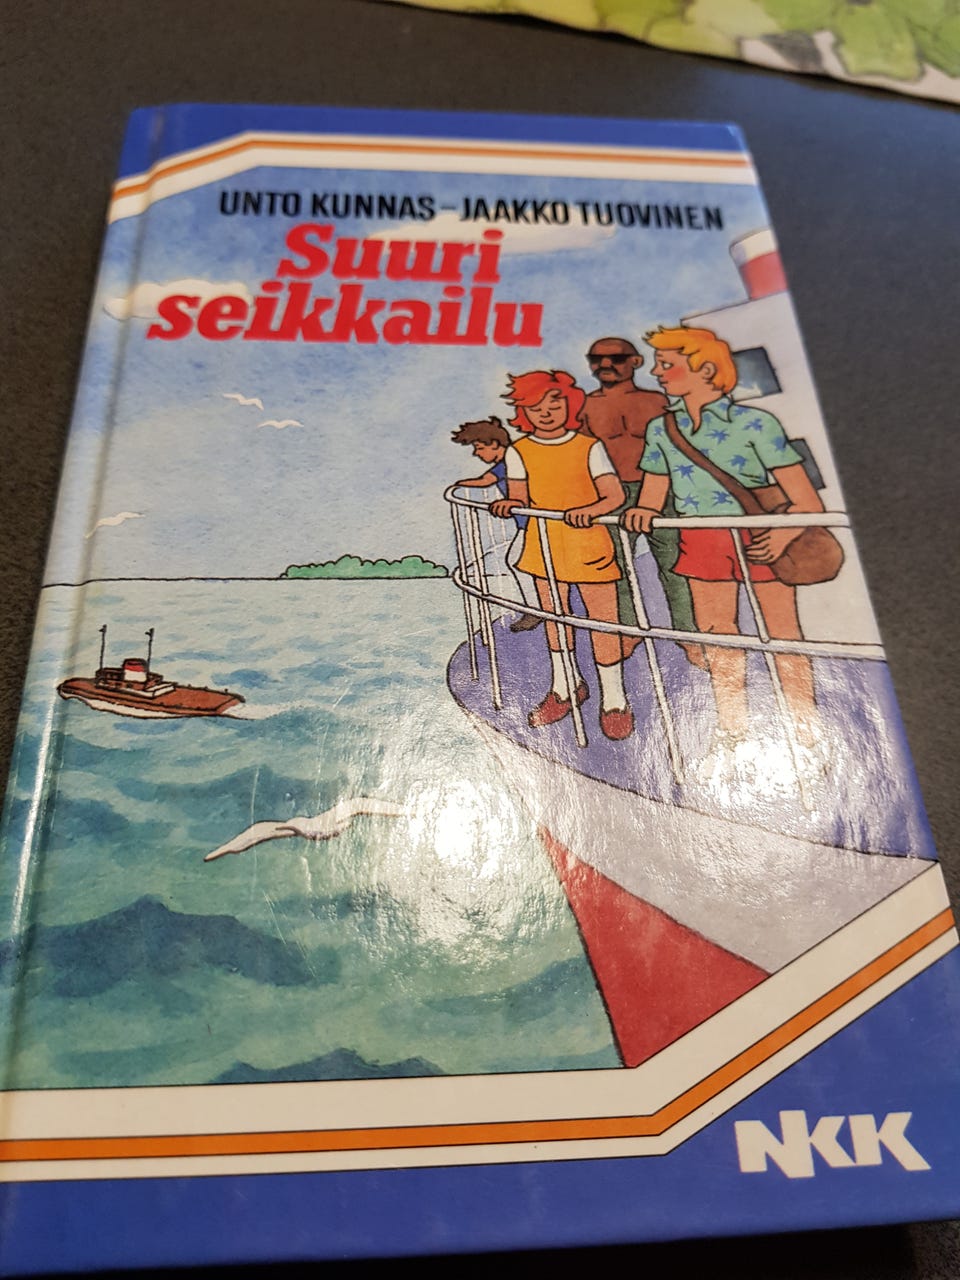 UNTO KUNNAS–JAAKKO TUOVINEN
Suuri
seikkailu
NKK